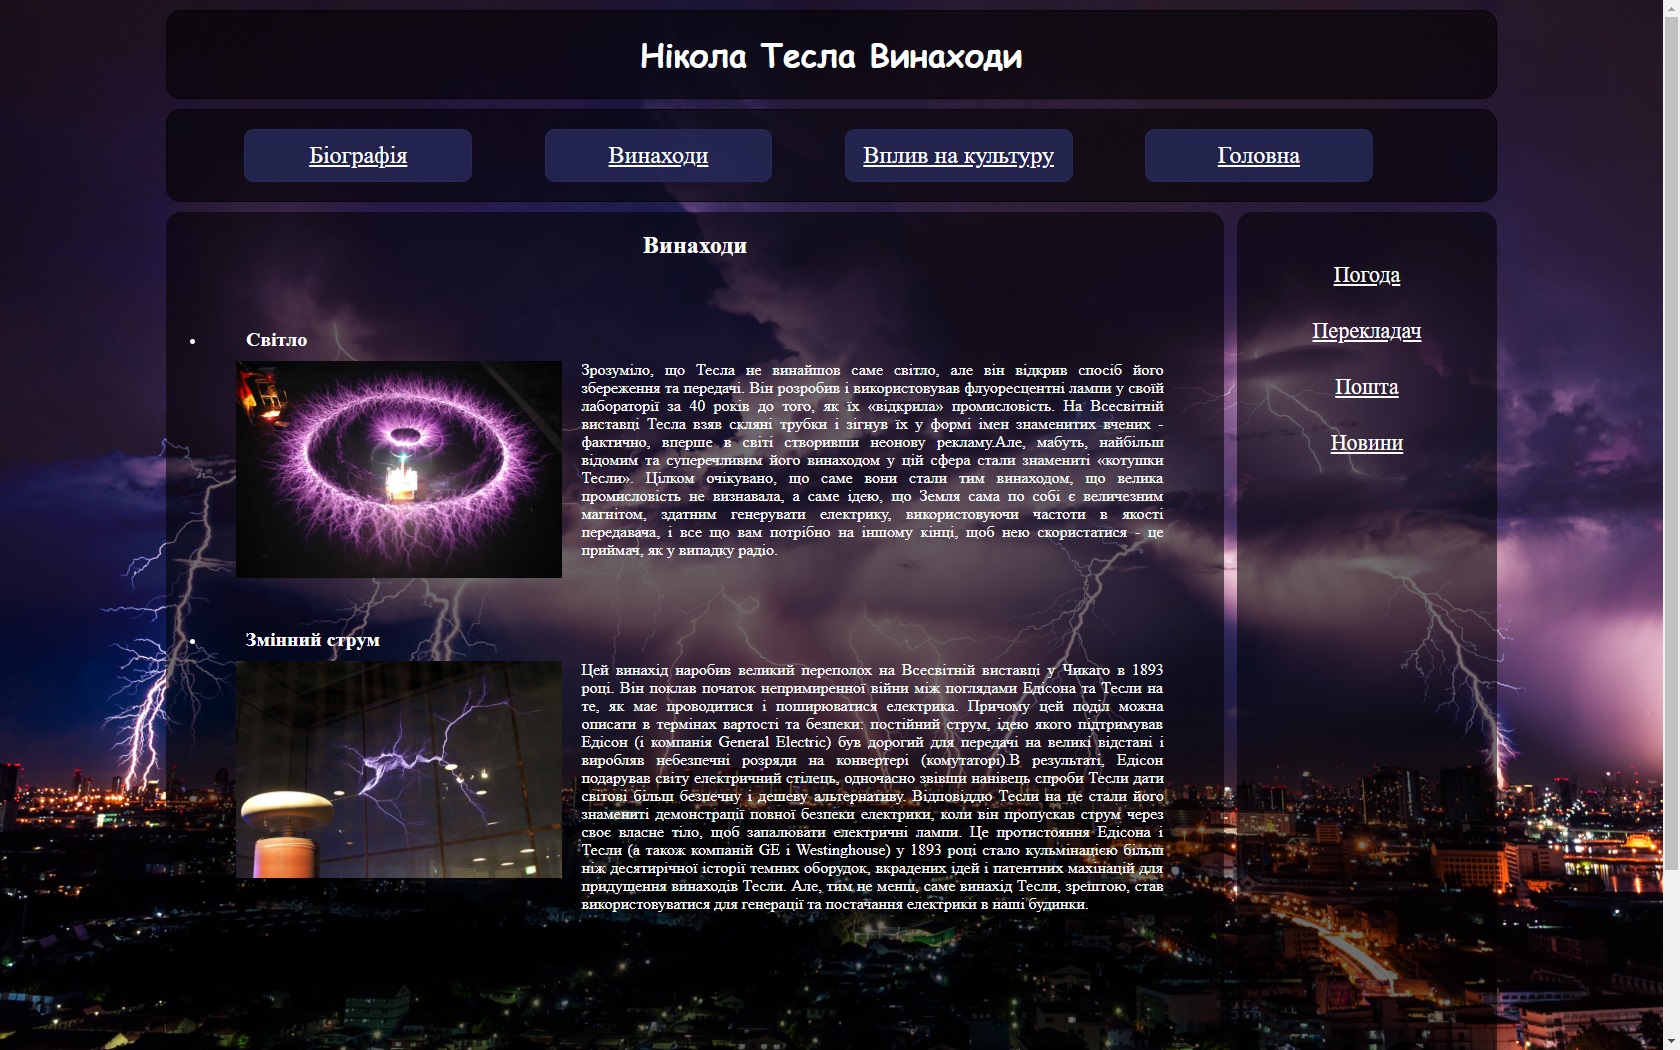 Нікола Тесла Винаходи
Біографія
Винаходи
Вплив на культуру
Головна
Винаходи
Світло
Зрозуміло, що Тесла не винайшов саме світло, але він відкрив спосіб його
збереження та передачі. Він розробив і використовував флуоресцентні лампи у своїй
лабораторії за 40 років до того, як їх «відкрила» промисловість. На Всесвітній
виставці Тесла взяв скляні трубки і зігнув їх у формі імен знаменитих вчених -
фактично, вперше в світі створивши неонову рекламу.Але, мабуть, найбільш
відомим та суперечливим його винаходом у цій сфера стали знамениті «котушки
Тесли». Цілком очікувано, що саме вони стали тим винаходом, що велика
промисловість не визнавала, а саме ідею, що Земля сама по собі є величезним
магнітом, здатним генерувати електрику, використовуючи частоти в якості
передавача, і все що вам потрібно на іншому кінці, щоб нею скористатися - це
приймач, як у випадку радіо.
Змінний струм
Цей винахід наробив великий переполох на Всесвітній виставці у Чикаго в 1893
році. Він поклав початок непримиренної війни між поглядами Едісона та Тесли на
те, як має проводитися і поширюватися електрика. Причому цей поділ можна
описати в термінах вартості та безпеки: постійний струм, ідею якого підтримував
Едісон (і компанія General Electric) був дорогий для передачі на великі відстані і
виробляв небезпечні розряди на конвертері (комутаторі).В результаті, Едісон
подарував світу електричний стілець, одночасно звівши нанівець спроби Тесли дати
світові більш безпечну і дешеву альтернативу. Відповіддю Тесли на це стали його
знамениті демонстрації повної безпеки електрики, коли він пропускав струм через
своє власне тіло, щоб запалювати електричні лампи. Це протистояння Едісона і
Тесли (а також компаній GE і Westinghouse) у 1893 році стало кульмінацією більш
ніж десятирічної історії темних оборудок, вкрадених ідей і патентних махінацій для
придушення винаходів Тесли. Але, тим не менш, саме винахід Тесли, зрештою, став
використовуватися для генерації та постачання електрики в наші будинки.
Погода
Перекладач
Пошта
Новини